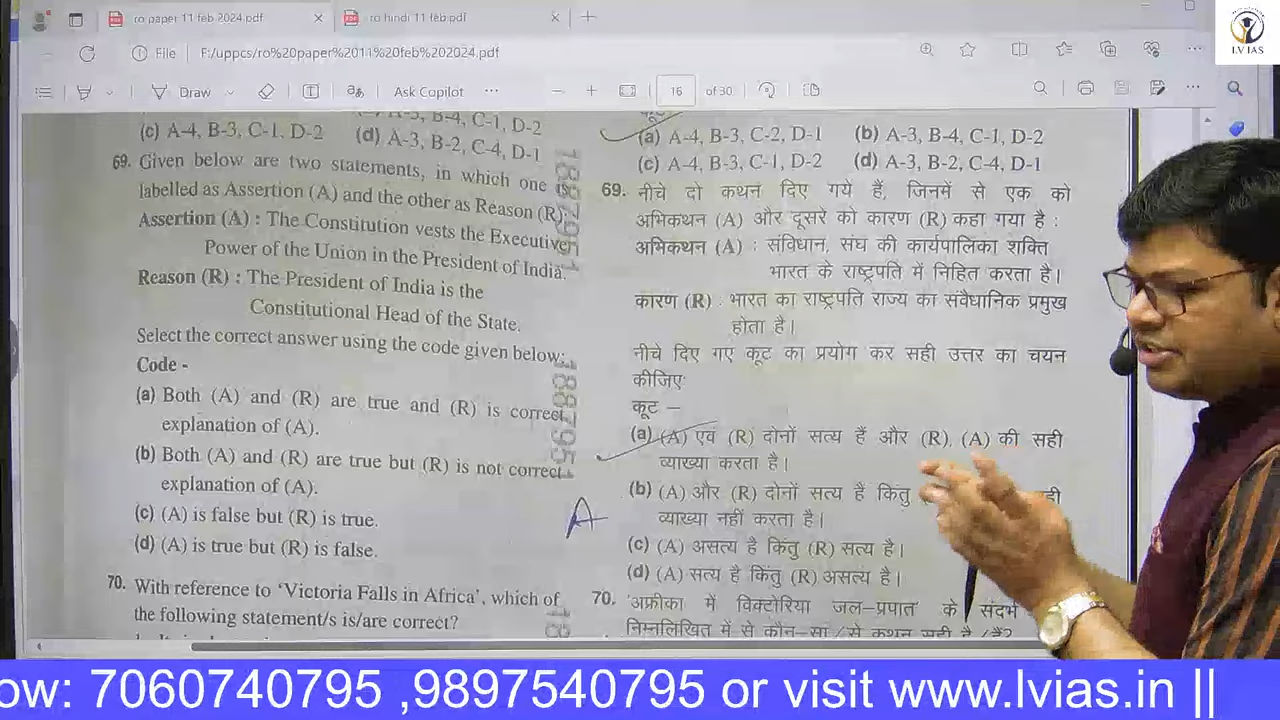 ro paper 11 feb 2024.pdf
ro hindi 11 feb.pdf
File
F:/uppcs/ro%20paper%2011%20feb%202024.pdf
Draw
Ask Copilot
16 of 30
LV IAS
B-4, C-1, D-2
(c) A-4, B-3, C-1, D-2 (d) A-3, B-2, C-4, D-1
69. Given below are two statements, in which one is
labelled as Assertion (A) and the other as Reason (R):
Assertion (A) : The Constitution vests the Executive
Power of the Union in the President of India.
Reason (R) : The President of India is the
Constitutional Head of the State.
Select the correct answer using the code given below:
Code -
(a) Both (A) and (R) are true and (R) is correct
explanation of (A).
(b) Both (A) and (R) are true but (R) is not correct
explanation of (A).
(c) (A) is false but (R) is true.
(d) (A) is true but (R) is false.
70. With reference to ‘Victoria Falls in Africa’, which of
the following statement/s is/are correct?
1887951
1887951
18
A
(a) A-4, B-3, C-2, D-1 (b) A-3, B-4, C-1, D-2
(c) A-4, B-3, C-1, D-2 (d) A-3, B-2, C-4, D-1
69. नीचे दो कथन दिए गये हैं, जिनमें से एक को
अभिकथन (A) और दूसरे को कारण (R) कहा गया है :
अभिकथन (A) : संविधान, संघ की कार्यपालिका शक्ति
भारत के राष्ट्रपति में निहित करता है।
कारण (R) : भारत का राष्ट्रपति राज्य का संवैधानिक प्रमुख
होता है।
नीचे दिए गए कूट का प्रयोग कर सही उत्तर का चयन
कीजिए:
कूट –
(a) (A) एवं (R) दोनों सत्य हैं और (R), (A) की सही
व्याख्या करता है।
(b) (A) और (R) दोनों सत्य हैं किंतु
व्याख्या नहीं करता है।
(c) (A) असत्य है किंतु (R) सत्य है।
(d) (A) सत्य है किंतु (R) असत्य है।
70. 'अफ्रीका में विक्टोरिया जल–प्रपात' के संदर्भ
निम्नलिखित में से कौन–सा/से कथन सही है/हैं?
ow: 7060740795 ,9897540795 or visit www.lvias.in ||